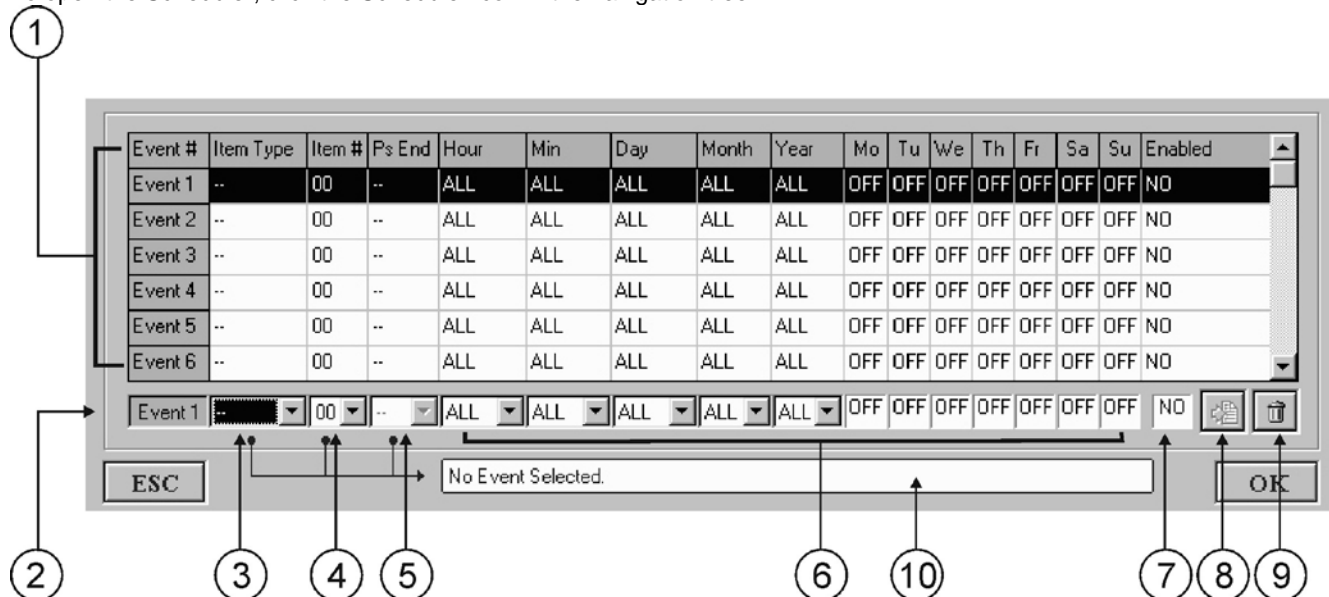 1
Event # Item Type Item # Ps End Hour Min Day Month Year Mo Tu We Th Fr Sa Su Enabled
Event 1 -- 00 -- ALL ALL ALL ALL ALL OFF OFF OFF OFF OFF OFF OFF NO
Event 2 -- 00 -- ALL ALL ALL ALL ALL OFF OFF OFF OFF OFF OFF OFF NO
Event 3 -- 00 -- ALL ALL ALL ALL ALL OFF OFF OFF OFF OFF OFF OFF NO
Event 4 -- 00 -- ALL ALL ALL ALL ALL OFF OFF OFF OFF OFF OFF OFF NO
Event 5 -- 00 -- ALL ALL ALL ALL ALL OFF OFF OFF OFF OFF OFF OFF NO
Event 6 -- 00 -- ALL ALL ALL ALL ALL OFF OFF OFF OFF OFF OFF OFF NO
Event 1 -- 00 -- ALL ALL ALL ALL ALL OFF OFF OFF OFF OFF OFF OFF NO
ESC No Event Selected. OK
2 3 4 5 6 10 7 8 9